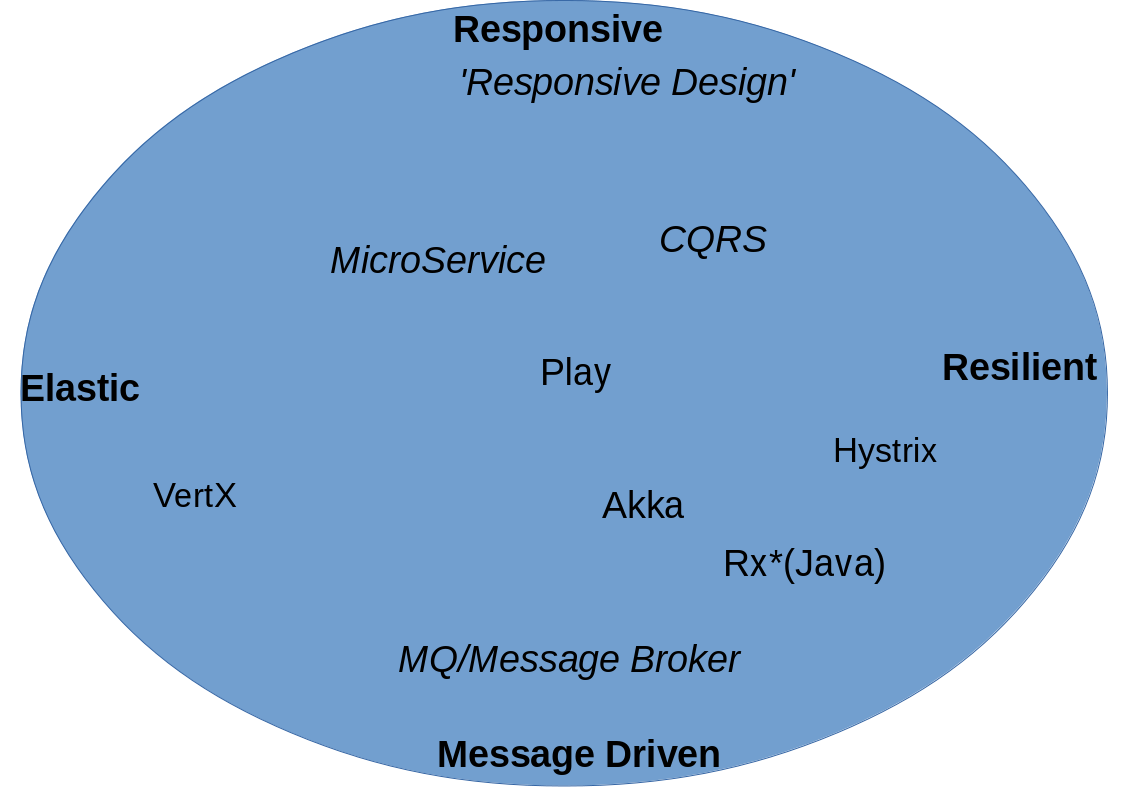 Responsive
'Responsive Design'
CQRS
MicroService
Play
Resilient
Elastic
Hystrix
VertX
Akka
Rx*(Java)
MQ/Message Broker
Message Driven